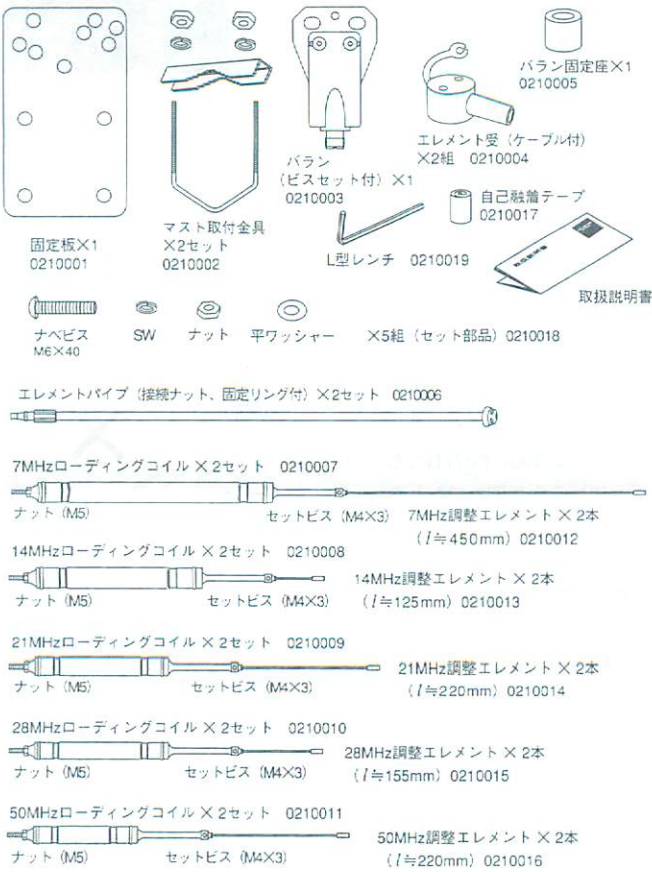 バラン固定座×1
0210005
エレメント受（ケーブル付）
×2組 0210004
バラン
（ビスセット付）×1
0210003
自己融着テープ
0210017
マスト取付金具
×2セット
0210002
固定板×1
0210001
L型レンチ 0210019
取扱説明書
ナベビス
M6×40
SW
ナット
平ワッシャー
×5組（セット部品）0210018
エレメントパイプ（接続ナット、固定リング付）×2セット 0210006
7MHzローディングコイル×2セット 0210007
ナット（M5）
セットビス（M4×3）
7MHz調整エレメント×2本
（l≒450mm）0210012
14MHzローディングコイル×2セット 0210008
ナット（M5）
セットビス（M4×3）
14MHz調整エレメント×2本
（l≒125mm）0210013
21MHzローディングコイル×2セット 0210009
ナット（M5）
セットビス（M4×3）
21MHz調整エレメント×2本
（l≒220mm）0210014
28MHzローディングコイル×2セット 0210010
ナット（M5）
セットビス（M4×3）
28MHz調整エレメント×2本
（l≒155mm）0210015
50MHzローディングコイル×2セット 0210011
ナット（M5）
セットビス（M4×3）
50MHz調整エレメント×2本
（l≒220mm）0210016